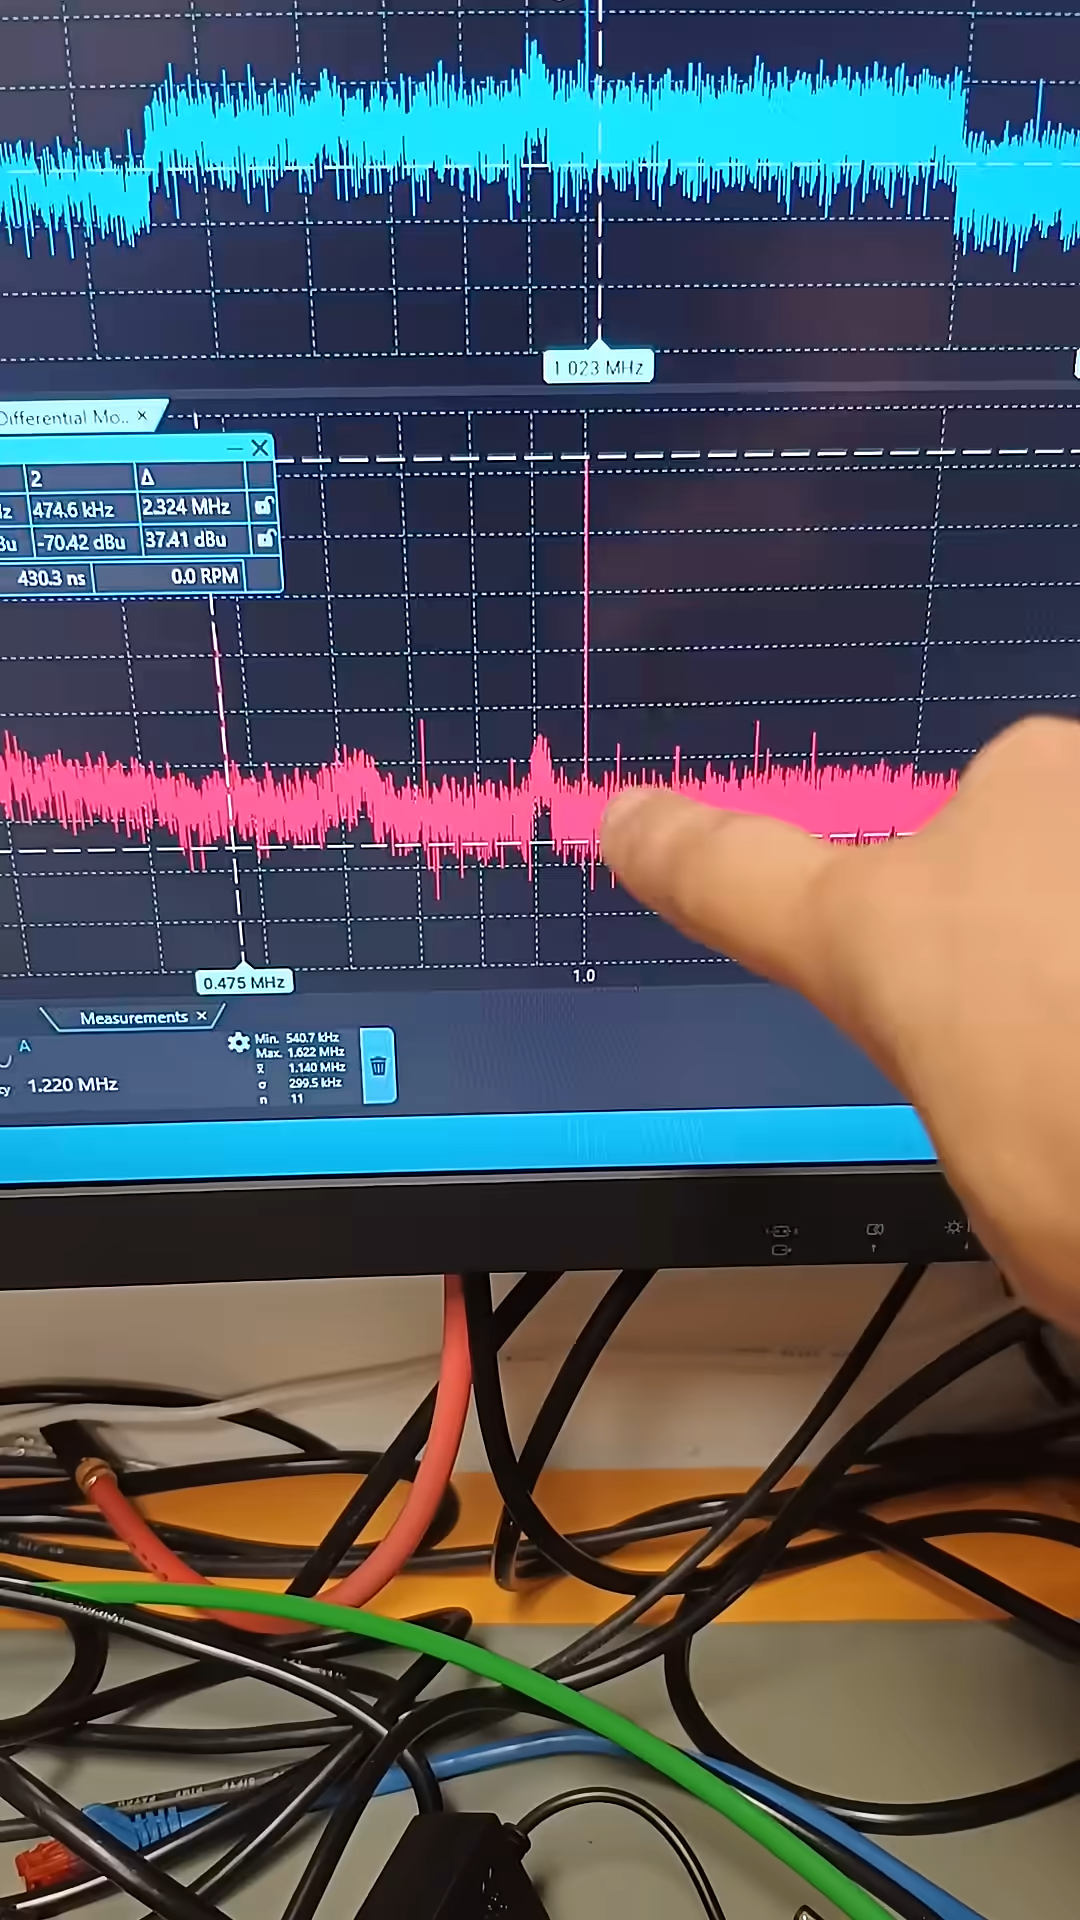 1.023 MHz
Differential Mo.. ×
2 Δ
474.6 kHz 2.324 MHz
-70.42 dBu 37.41 dBu
430.3 ns 0.0 RPM
0.475 MHz
1.0
Measurements ×
A
Min. 540.7 kHz
Max. 1.622 MHz
x̄ 1.140 MHz
1.220 MHz
σ 299.5 kHz
n 11